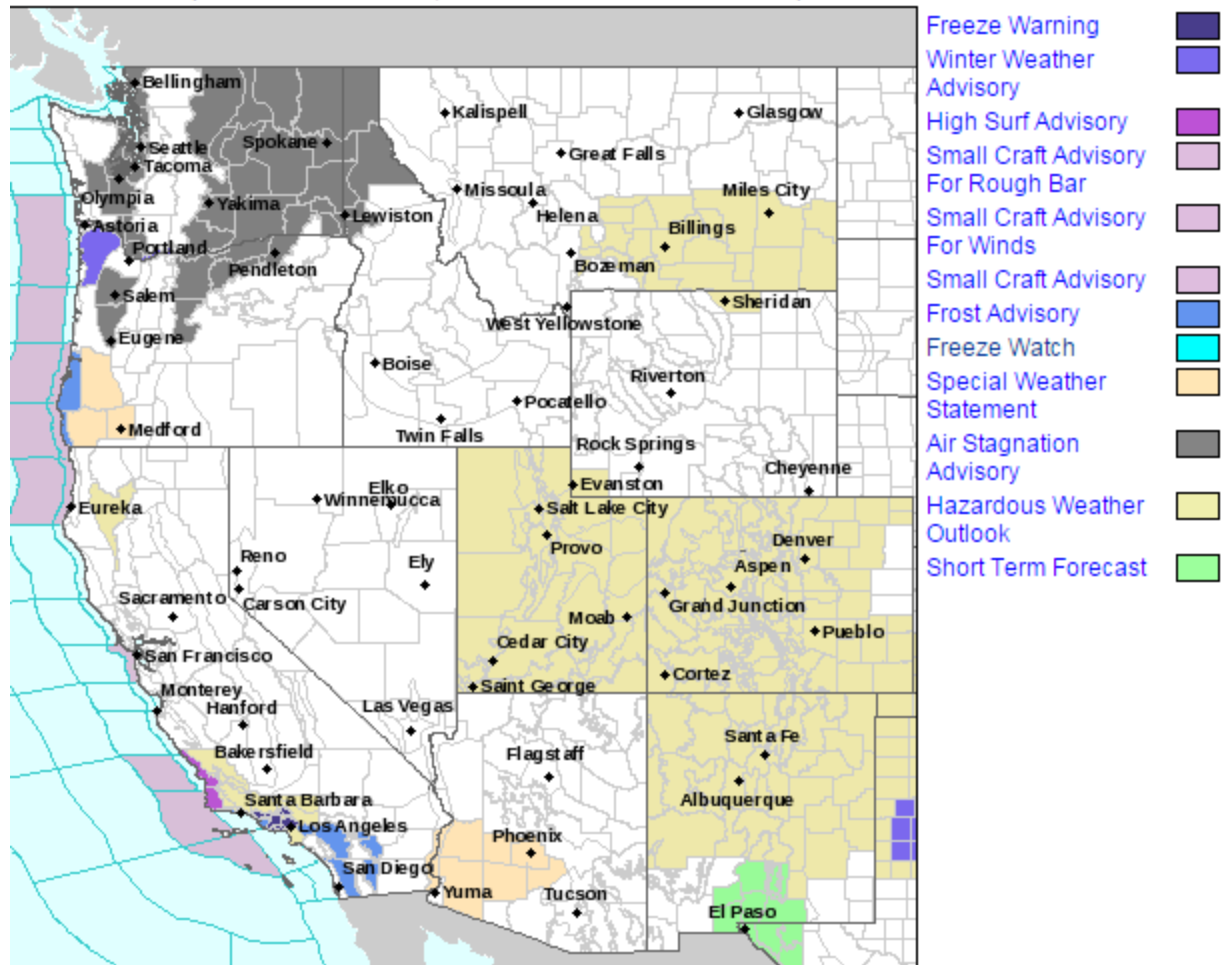 Bellingham
Seattle
Tacoma
Olympia
Spokane
Yakima
Astoria
Portland
Pendleton
Lewiston
Salem
Eugene
Medford
Kalispell
Glasgow
Great Falls
Missoula
Helena
Miles City
Billings
Bozeman
Sheridan
West Yellowstone
Boise
Riverton
Pocatello
Twin Falls
Rock Springs
Cheyenne
Evanston
Eureka
Elko
Winnemucca
Salt Lake City
Provo
Denver
Reno
Ely
Aspen
Grand Junction
Sacramento
Carson City
Moab
Pueblo
Cedar City
San Francisco
Cortez
Saint George
Monterey
Hanford
Las Vegas
Bakersfield
Flagstaff
Santa Fe
Albuquerque
Santa Barbara
Los Angeles
Phoenix
San Diego
Yuma
Tucson
El Paso
Freeze Warning
Winter Weather
Advisory
High Surf Advisory
Small Craft Advisory
For Rough Bar
Small Craft Advisory
For Winds
Small Craft Advisory
Frost Advisory
Freeze Watch
Special Weather
Statement
Air Stagnation
Advisory
Hazardous Weather
Outlook
Short Term Forecast